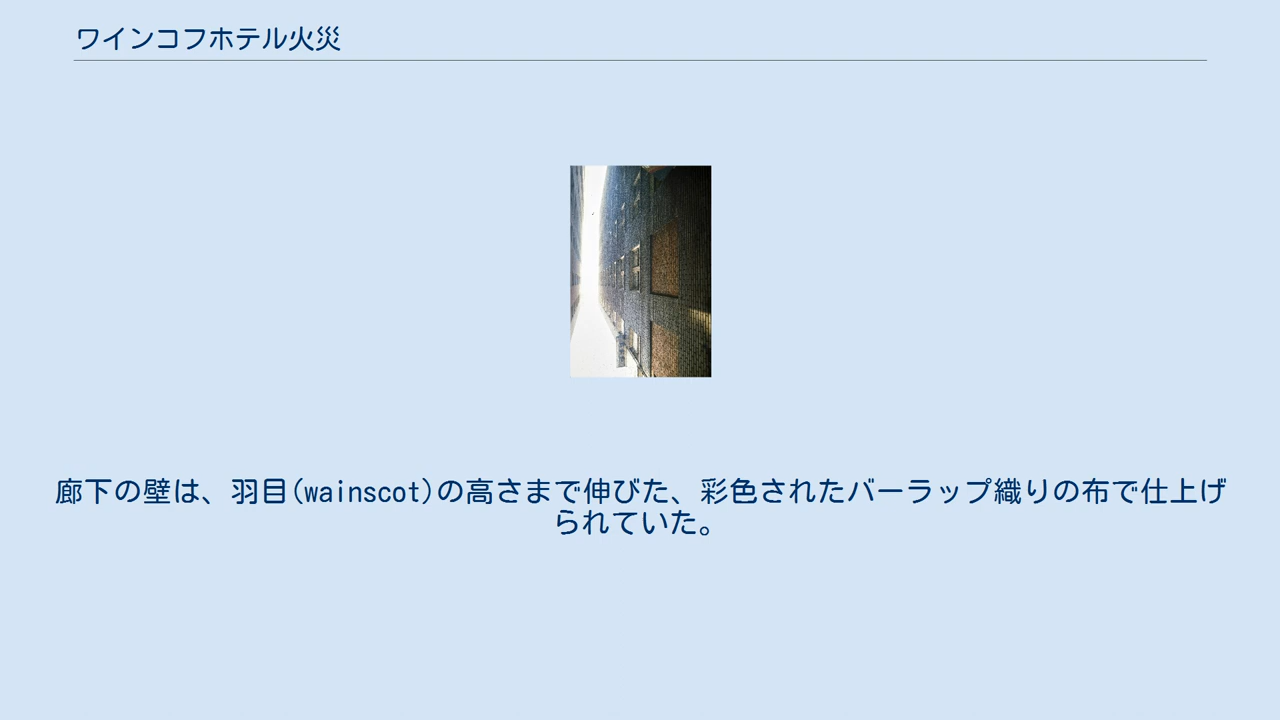 ワインコフホテル火災
廊下の壁は、羽目(wainscot)の高さまで伸びた、彩色されたバーラップ織りの布で仕上げ
られていた。